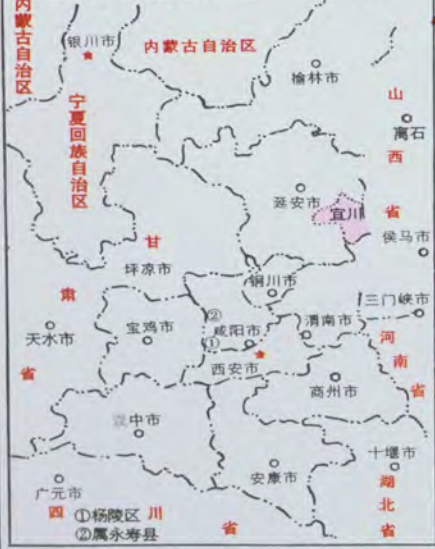 内蒙古自治区
银川市
内蒙古自治区
榆林市
宁夏回族自治区
山西省
离石
延安市
宜川
侯马市
甘肃省
坪凉市
铜川市
三门峡市
②
天水市
宝鸡市
①
咸阳市
渭南市
河南省
西安市
商州市
汉中市
十堰市
安康市
广元市
湖北省
四川省
①杨陵区
②属永寿县